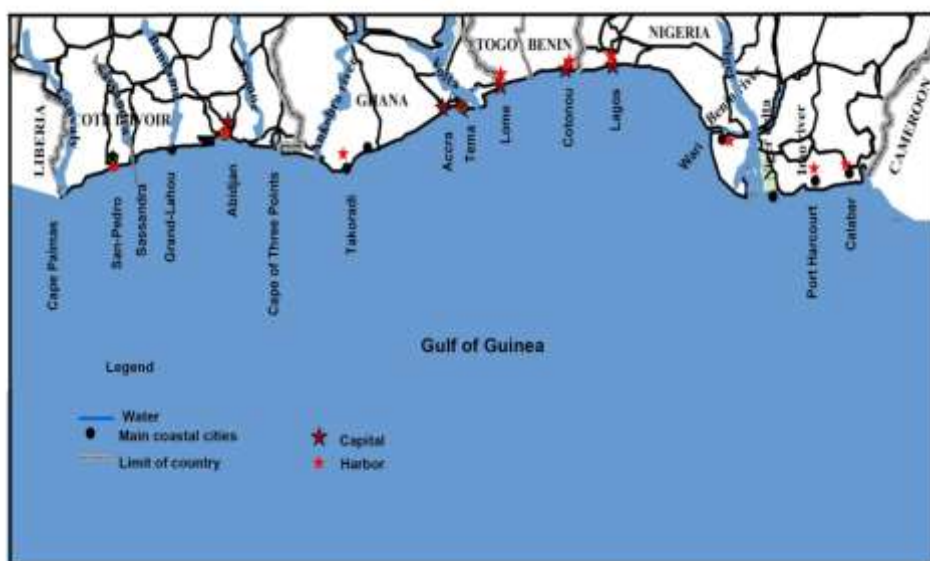 TOGO
BENIN
NIGERIA
GHANA
LIBERIA
CAMEROON
Cape Palmas
San-Pedro
Sassandra
Grand-Lahou
Abidjan
Cape of Three Points
Takoradi
Accra
Tema
Lome
Cotonou
Lagos
Wari
Port Harcourt
Calabar
Gulf of Guinea
Legend
Water
Main coastal cities
Limit of country
Capital
Harbor